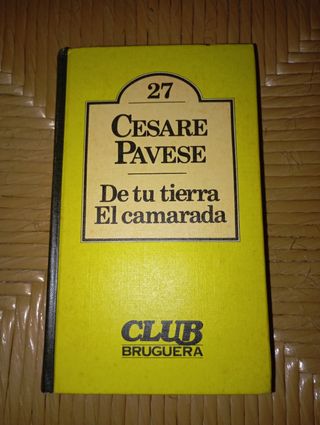 27
CESARE
PAVESE
De tu tierra
El camarada
CLUB
BRUGUERA